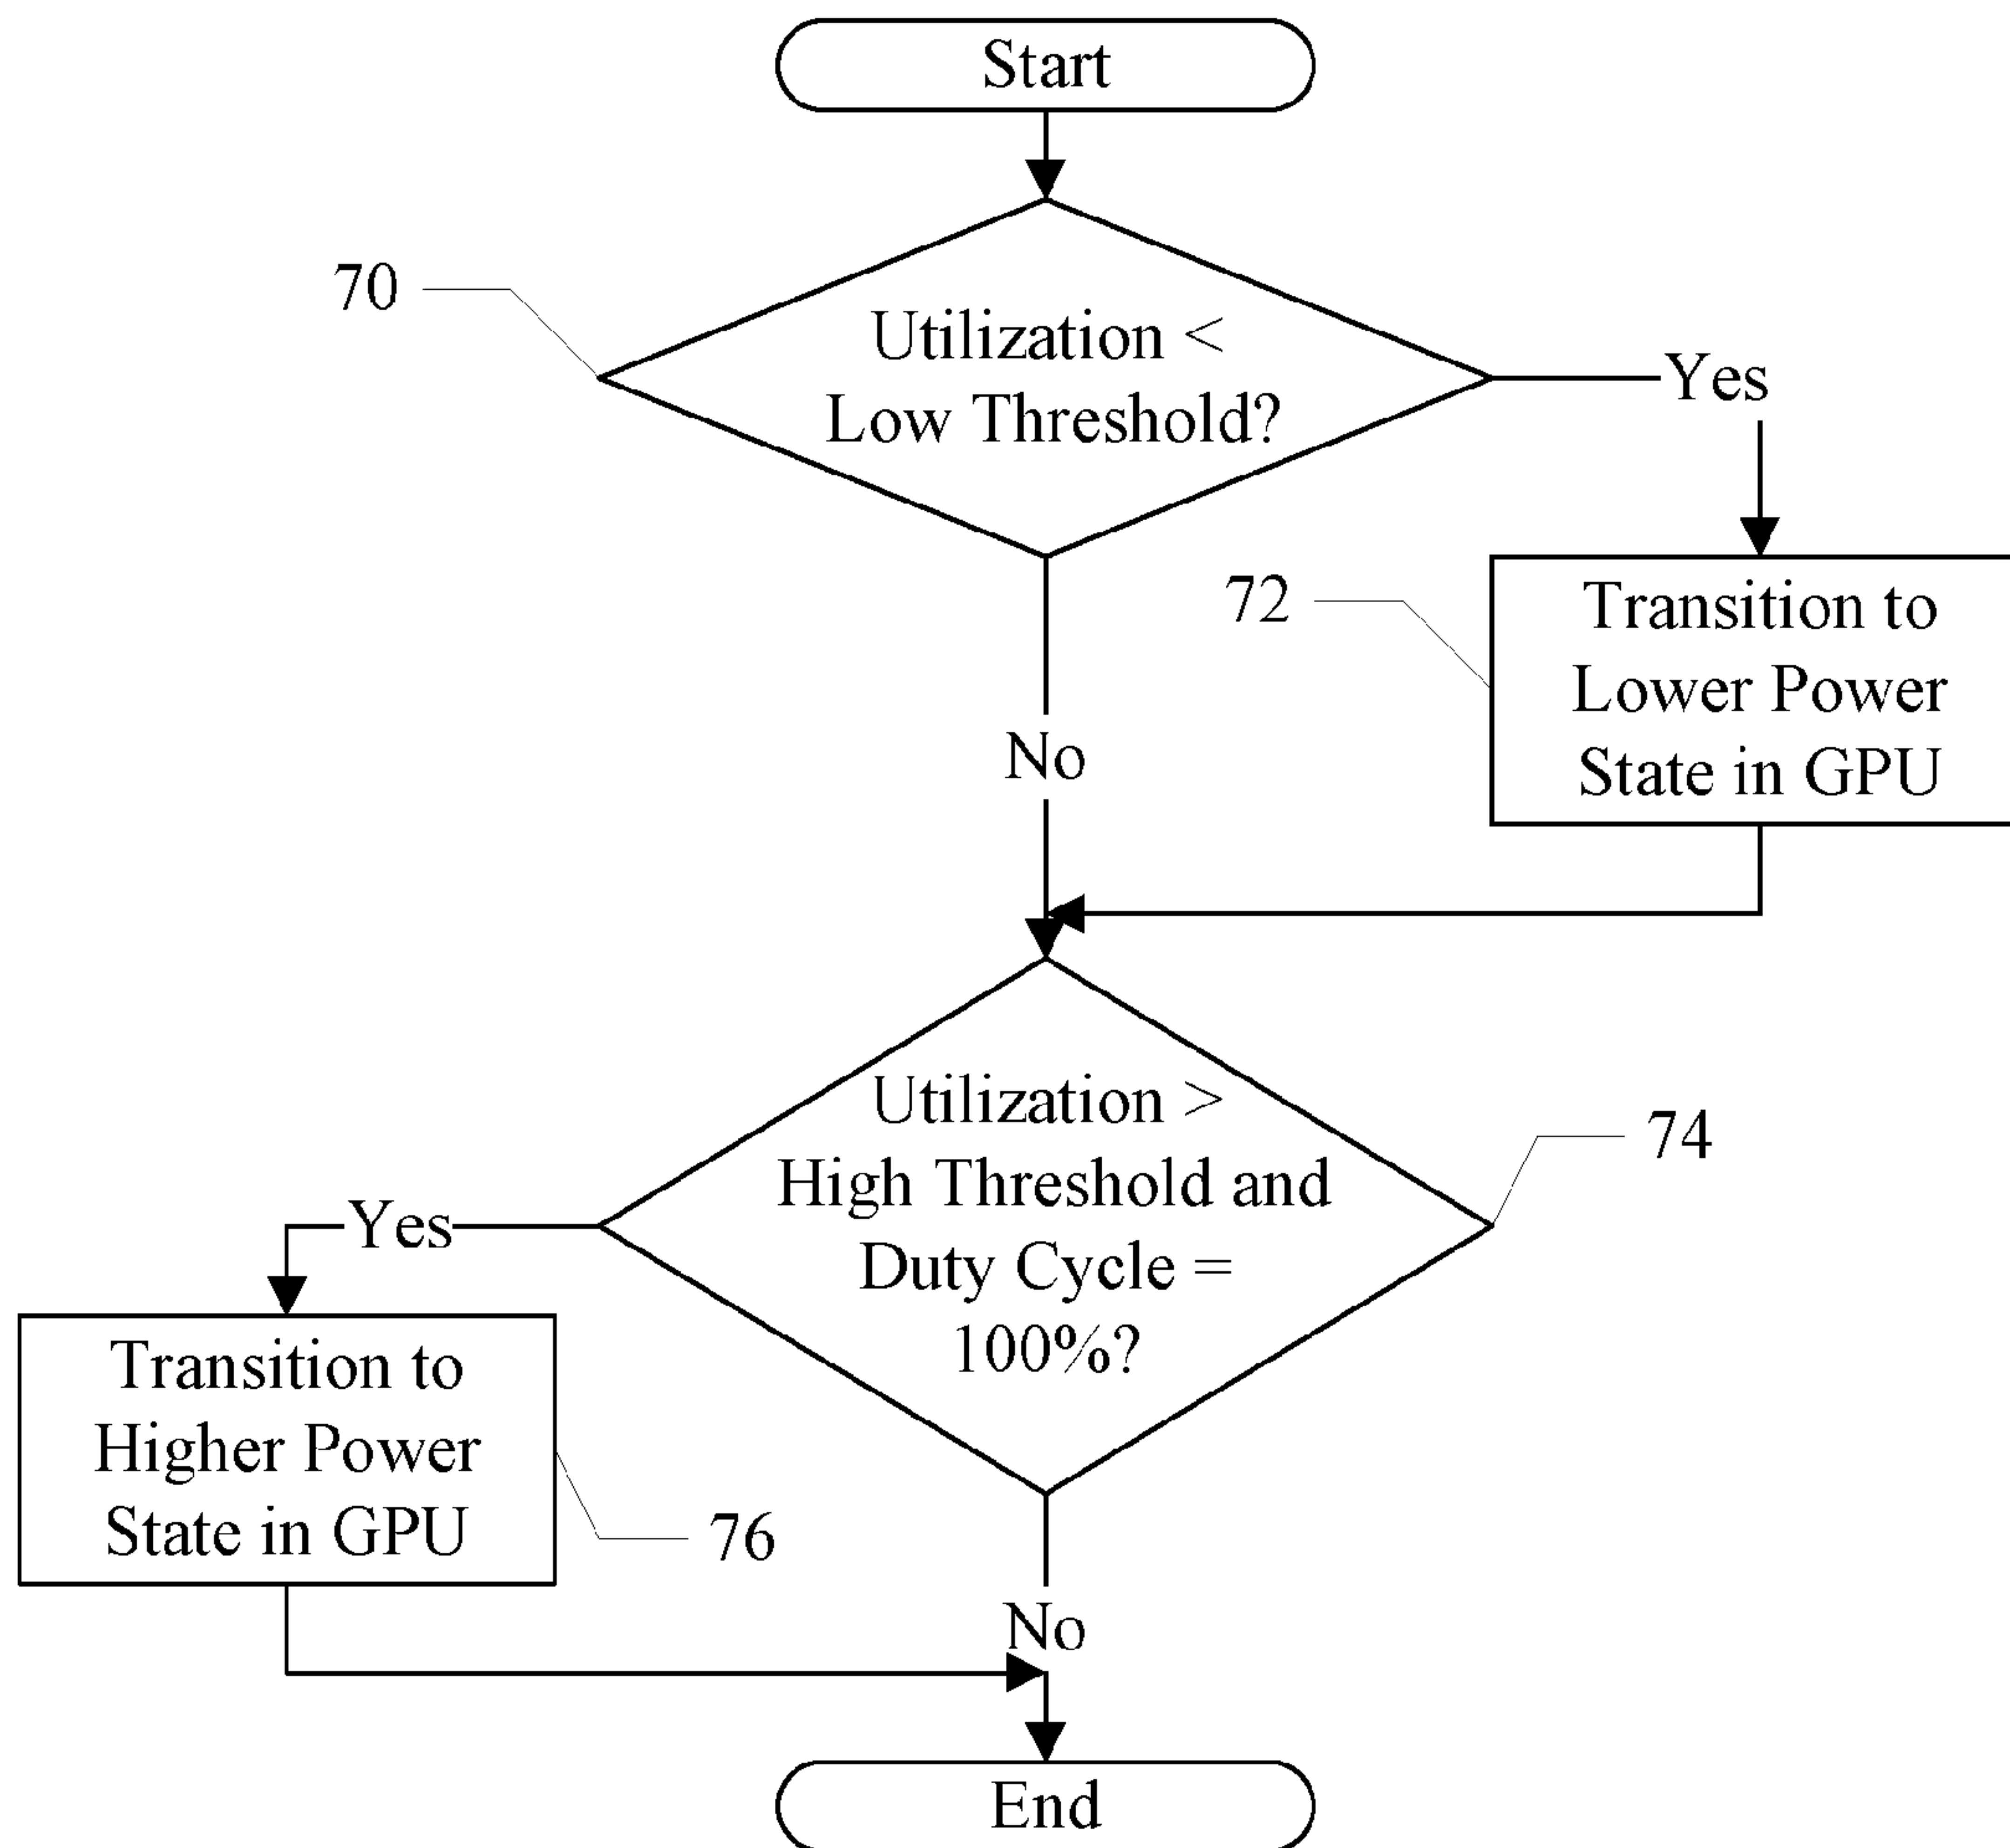 Start
70
Utilization <
Low Threshold?
Yes
72
Transition to
Lower Power
State in GPU
No
Utilization >
High Threshold and
Duty Cycle =
100%?
74
Yes
Transition to
Higher Power
State in GPU
76
No
End